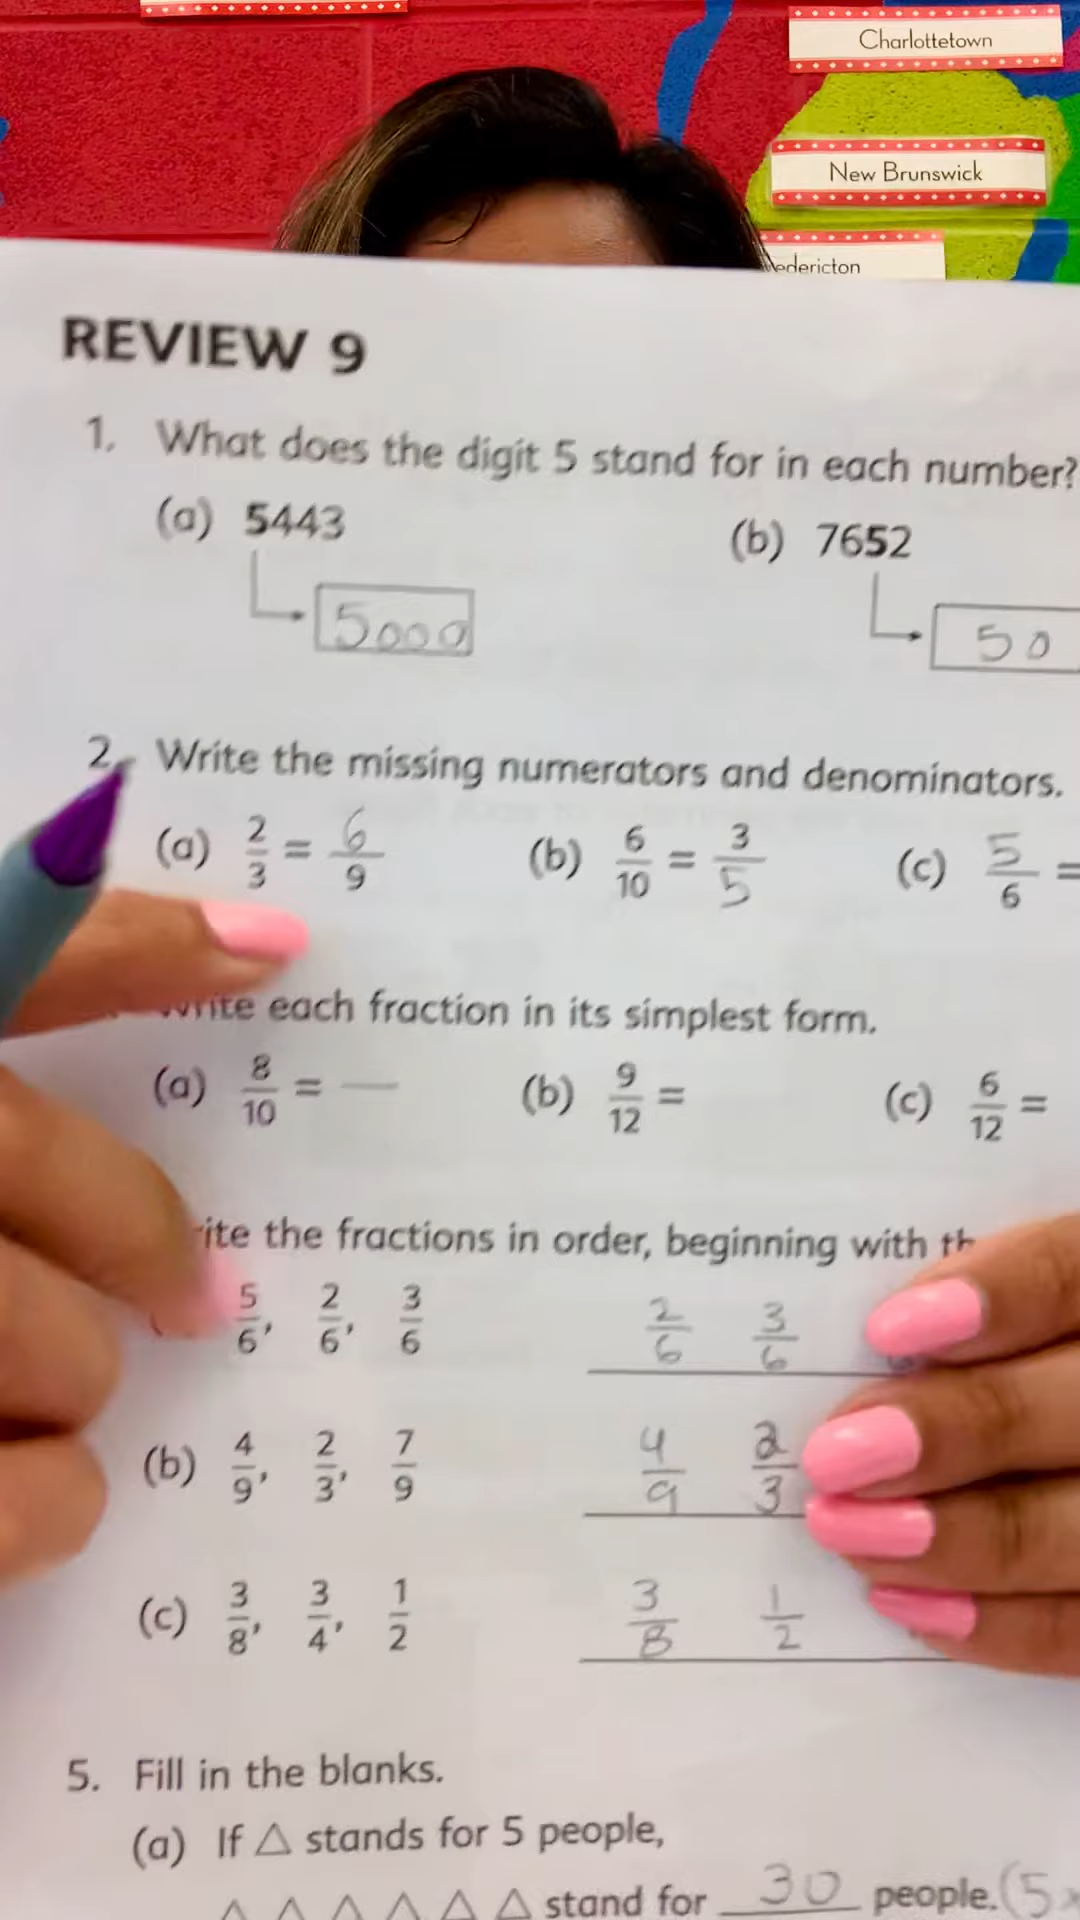 Charlottetown
New Brunswick
edericton
REVIEW 9
1. What does the digit 5 stand for in each number?
(a) 5443 (b) 7652
5000 50
2. Write the missing numerators and denominators.
(a) 2/3 = 6/9 (b) 6/10 = 3/5 (c) 5/6 =
Write each fraction in its simplest form.
(a) 8/10 = — (b) 9/12 = (c) 6/12 =
rite the fractions in order, beginning with th
5/6, 2/6, 3/6 2/6 3/6
(b) 4/9, 2/3, 7/9 4/9 2/3
(c) 3/8, 3/4, 1/2 3/8 1/2
5. Fill in the blanks.
(a) If △ stands for 5 people,
△ △ △ △ △ △ stand for 30 people. (5